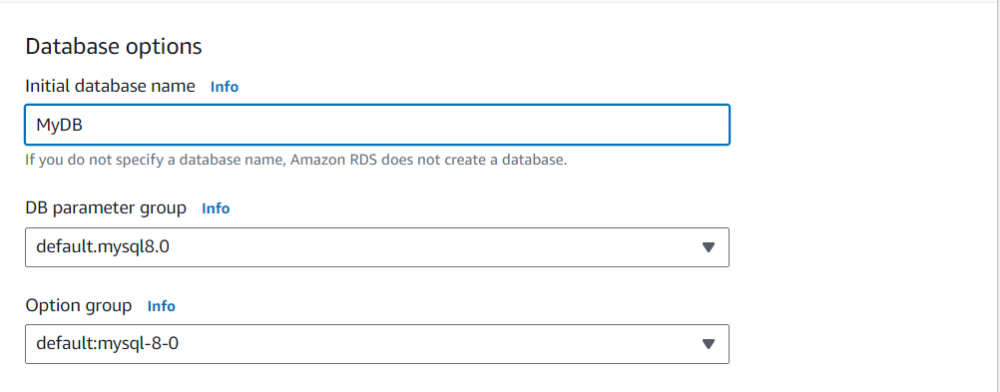 Database options
Initial database name Info
MyDB
If you do not specify a database name, Amazon RDS does not create a database.
DB parameter group Info
default.mysql8.0
Option group Info
default:mysql-8-0